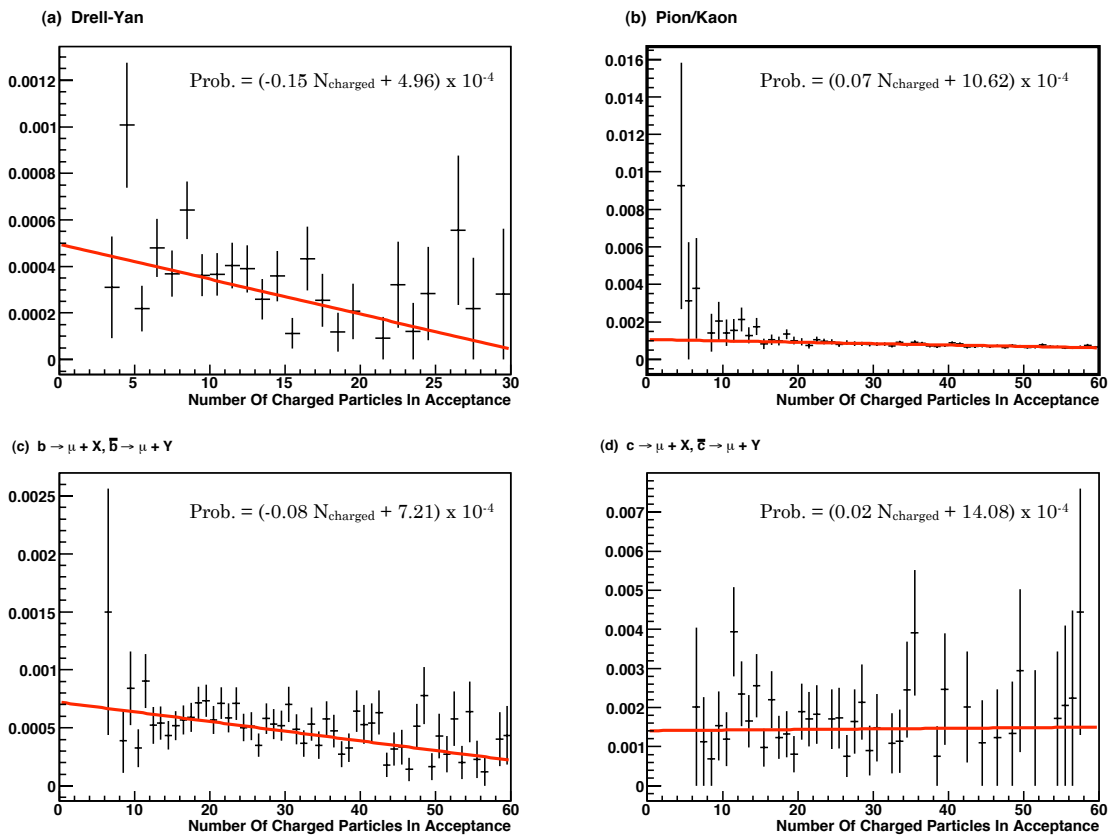 (a) Drell-Yan
Prob. = (-0.15 N_charged + 4.96) x 10^-4
0.0012
0.001
0.0008
0.0006
0.0004
0.0002
0
0 5 10 15 20 25 30
Number Of Charged Particles In Acceptance
(b) Pion/Kaon
Prob. = (0.07 N_charged + 10.62) x 10^-4
0.016
0.014
0.012
0.01
0.008
0.006
0.004
0.002
0
0 10 20 30 40 50 60
Number Of Charged Particles In Acceptance
(c) b → μ + X, b̅ → μ + Y
Prob. = (-0.08 N_charged + 7.21) x 10^-4
0.0025
0.002
0.0015
0.001
0.0005
0
0 10 20 30 40 50 60
Number Of Charged Particles In Acceptance
(d) c → μ + X, c̅ → μ + Y
Prob. = (0.02 N_charged + 14.08) x 10^-4
0.007
0.006
0.005
0.004
0.003
0.002
0.001
0
0 10 20 30 40 50 60
Number Of Charged Particles In Acceptance